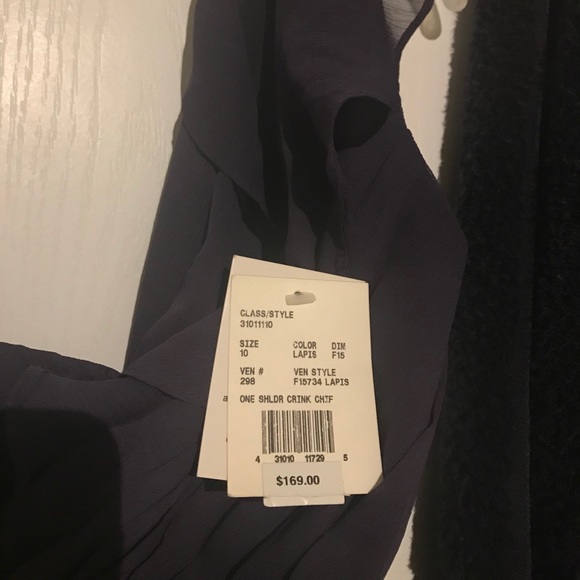 CLASS/STYLE
31011110
SIZE COLOR DIM
10 LAPIS F15
VEN # VEN STYLE
298 F15734 LAPIS
ONE SHLDR CRINK CHIF
4 31010 11729 5
$169.00